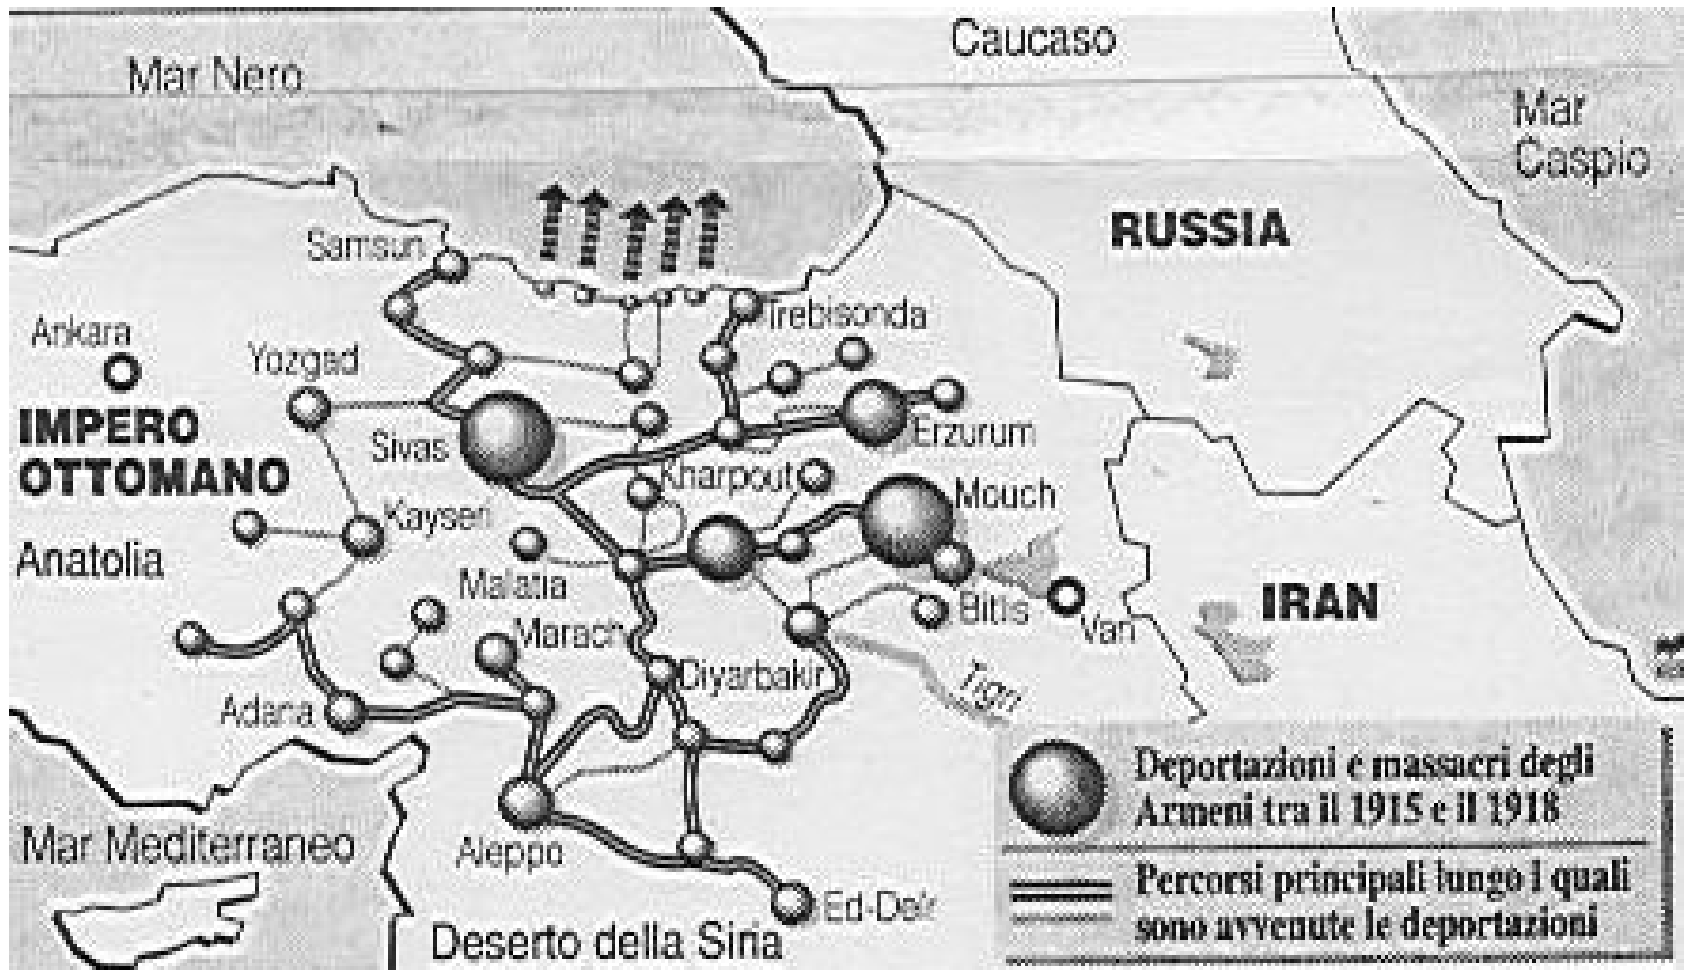 Mar Nero
Caucaso
Mar
Caspio
RUSSIA
Samsun
Trebisonda
Ankara
Yozgad
IMPERO
OTTOMANO
Sivas
Erzurum
Kharpout
Mouch
Kayseri
Anatolia
Malatia
Bitlis
IRAN
Van
Marach
Diyarbakir
Tigri
Adana
Deportazioni e massacri degli
Armeni tra il 1915 e il 1918
Mar Mediterraneo
Aleppo
Percorsi principali lungo i quali
sono avvenute le deportazioni
Ed-Deir
Deserto della Siria